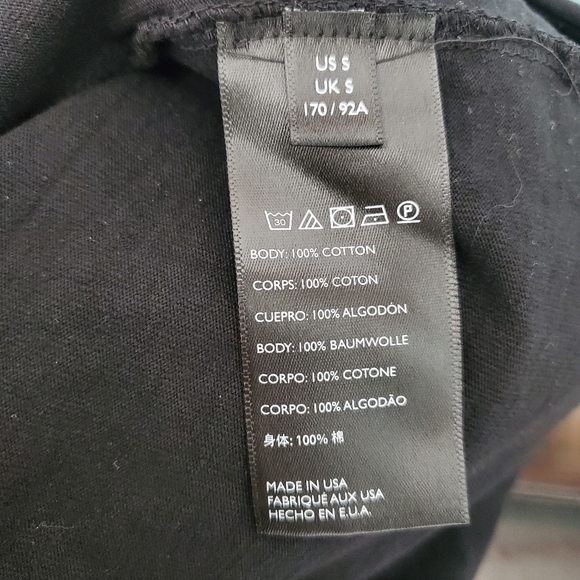 US S
UK S
170 / 92A
30 P
BODY: 100% COTTON
CORPS: 100% COTON
CUEPRO: 100% ALGODÓN
BODY: 100% BAUMWOLLE
CORPO: 100% COTONE
CORPO: 100% ALGODÃO
身体: 100% 棉
MADE IN USA
FABRIQUÉ AUX USA
HECHO EN E.U.A.